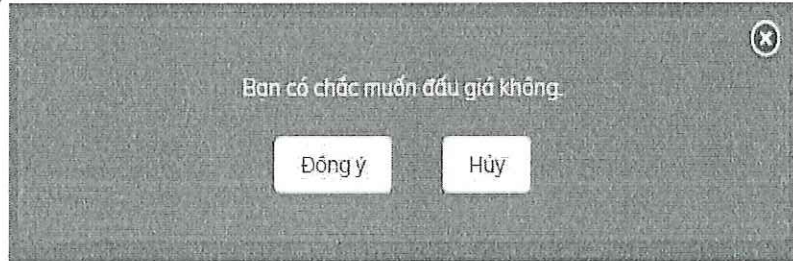 Bạn có chắc muốn đấu giá không.
Đồng ý
Hủy